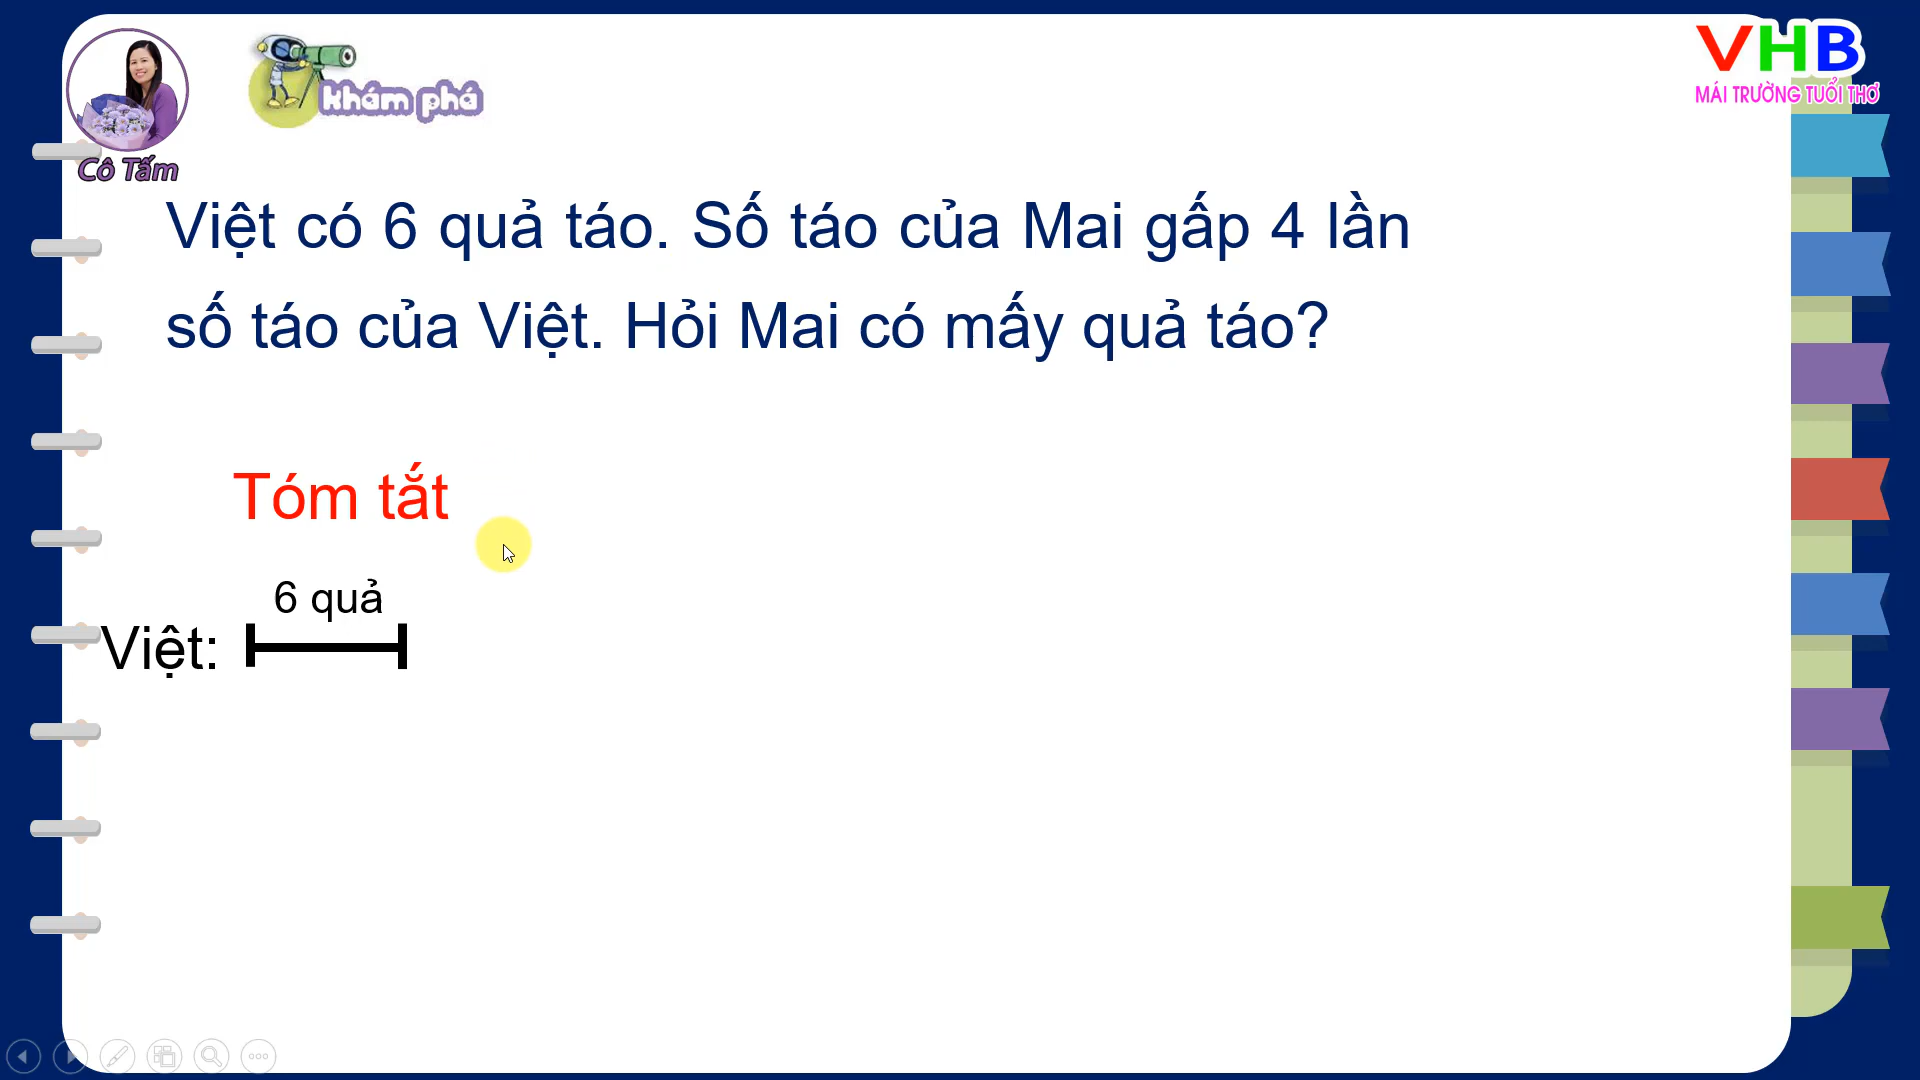 VHB
MÁI TRƯỜNG TUỔI THƠ
Khám phá
Cô Tấm
Việt có 6 quả táo. Số táo của Mai gấp 4 lần
số táo của Việt. Hỏi Mai có mấy quả táo?
Tóm tắt
6 quả
Việt: